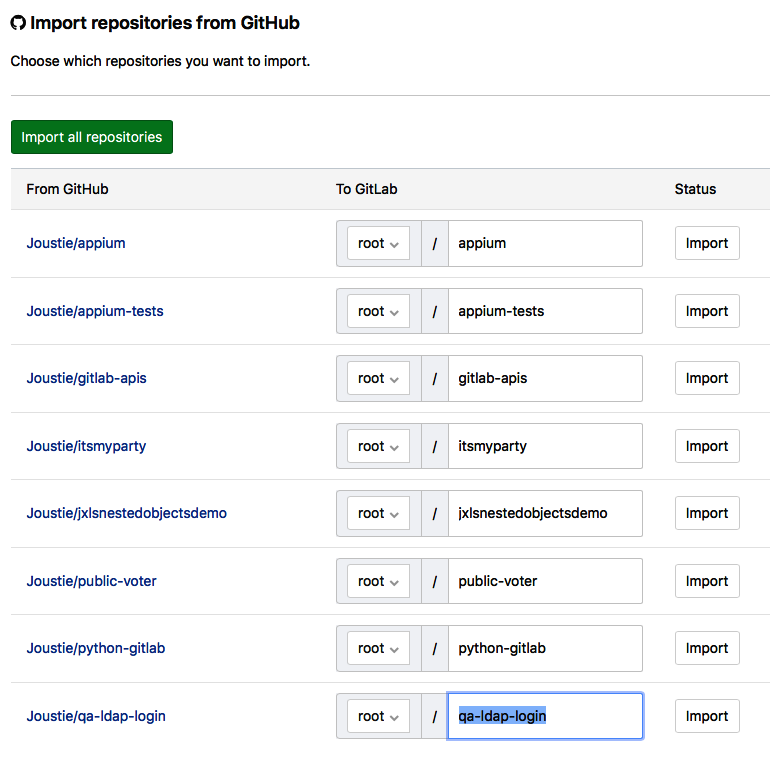 Import repositories from GitHub
Choose which repositories you want to import.
Import all repositories
From GitHub To GitLab Status
Joustie/appium root / appium Import
Joustie/appium-tests root / appium-tests Import
Joustie/gitlab-apis root / gitlab-apis Import
Joustie/itsmyparty root / itsmyparty Import
Joustie/jxlsnestedobjectsdemo root / jxlsnestedobjectsdemo Import
Joustie/public-voter root / public-voter Import
Joustie/python-gitlab root / python-gitlab Import
Joustie/qa-ldap-login root / qa-ldap-login Import